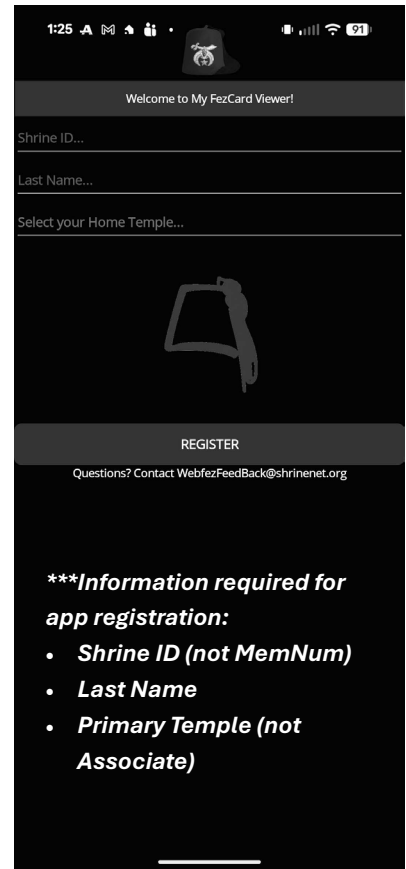 1:25
91
Welcome to My FezCard Viewer!
Shrine ID...
Last Name...
Select your Home Temple...
REGISTER
Questions? Contact WebfezFeedBack@shrinenet.org
***Information required for
app registration:
• Shrine ID (not MemNum)
• Last Name
• Primary Temple (not
Associate)